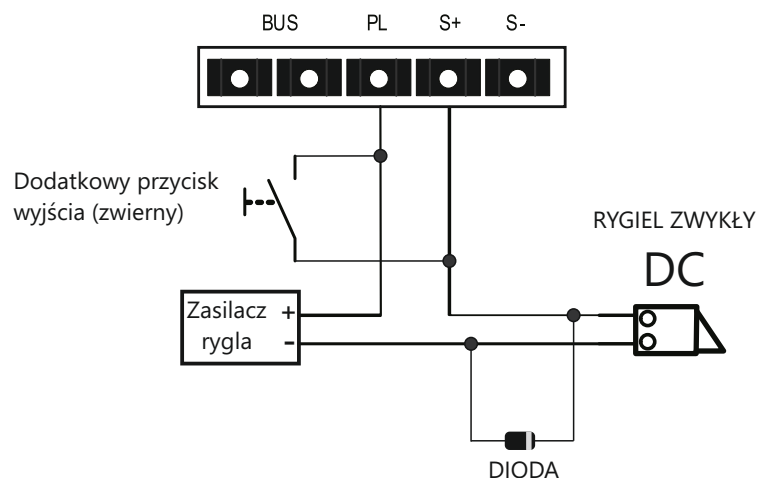 BUS PL S+ S-
Dodatkowy przycisk
wyjścia (zwierny)
RYGIEL ZWYKŁY
DC
Zasilacz +
rygla -
DIODA